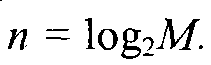 n = log₂M.